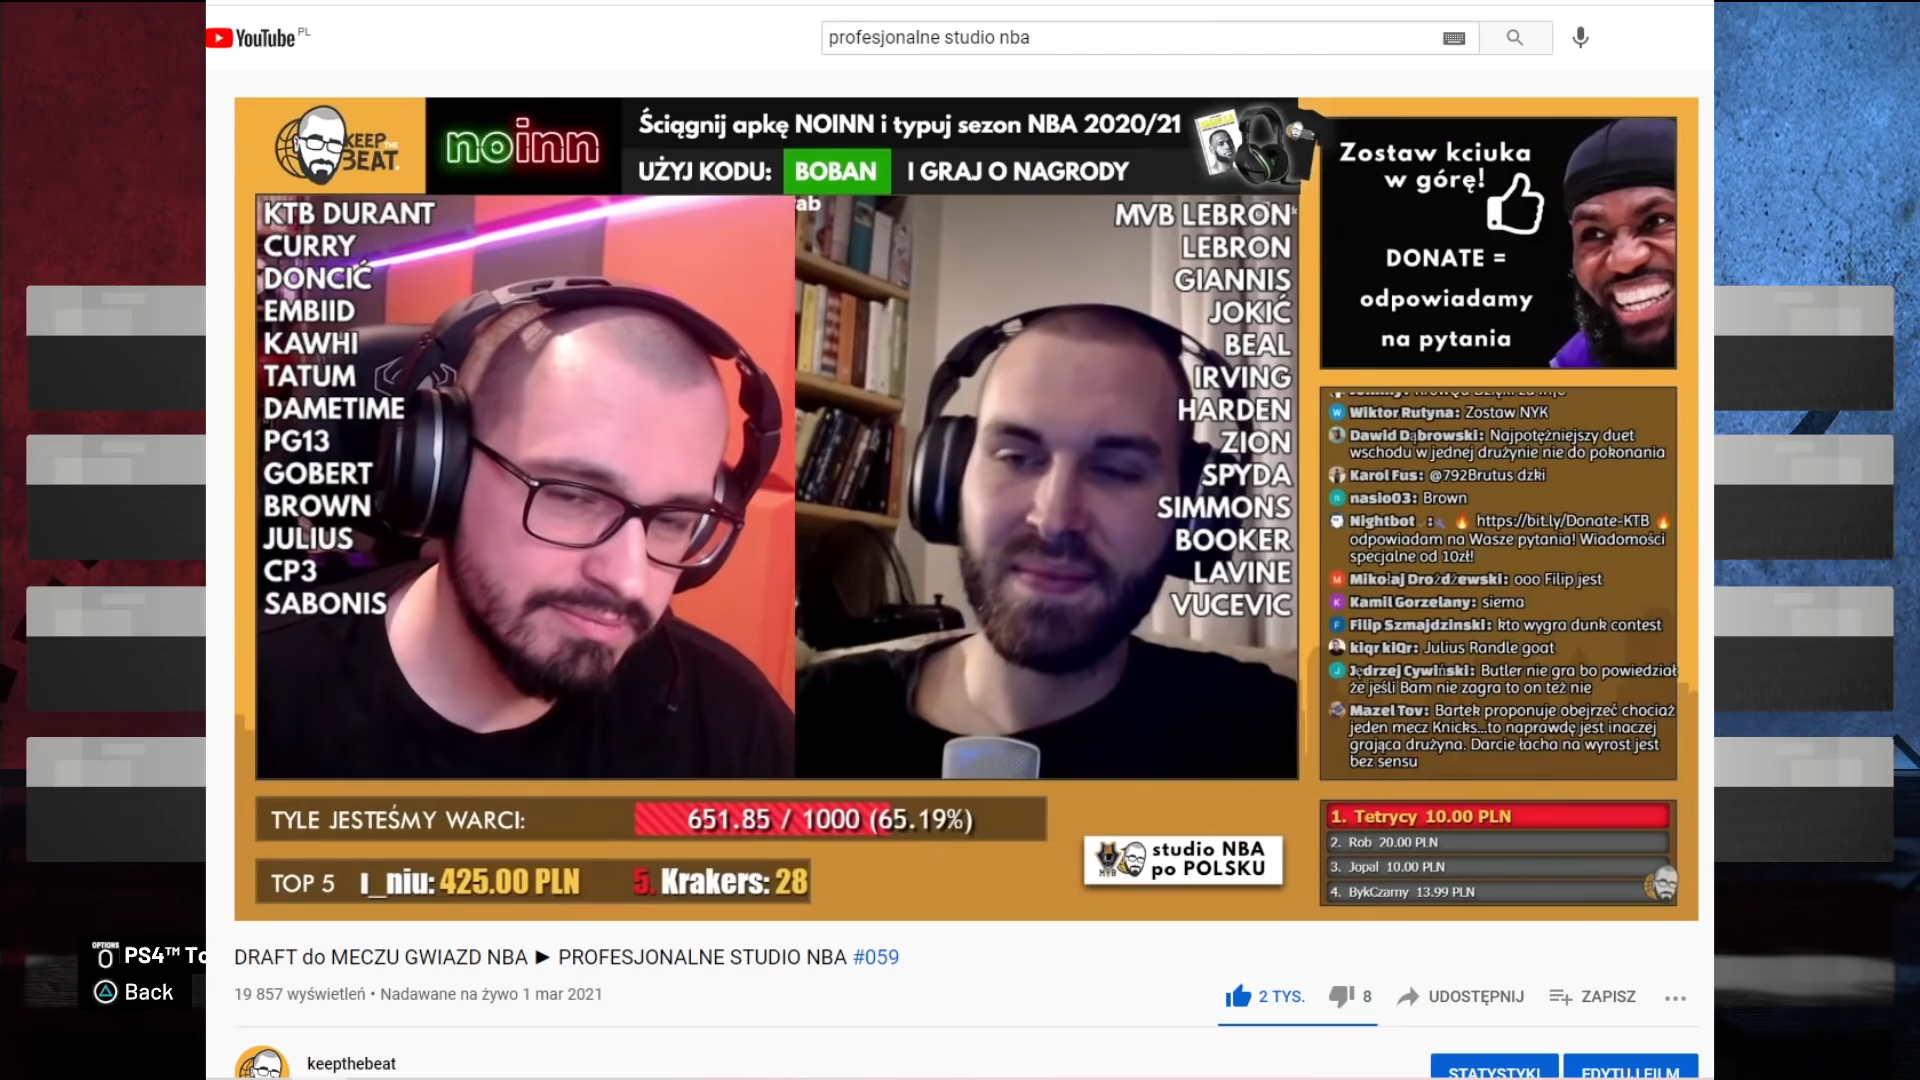 YouTube PL
profesjonalne studio nba
KEEP THE BEAT.
noinn
Ściągnij apkę NOINN i typuj sezon NBA 2020/21
UŻYJ KODU: BOBAN I GRAJ O NAGRODY
Zostaw kciuka
w górę!
DONATE =
odpowiadamy
na pytania
KTB DURANT
CURRY
DONCIĆ
EMBIID
KAWHI
TATUM
DAMETIME
PG13
GOBERT
BROWN
JULIUS
CP3
SABONIS
MVB LEBRON
LEBRON
GIANNIS
JOKIĆ
BEAL
IRVING
HARDEN
ZION
SPYDA
SIMMONS
BOOKER
LAVINE
VUCEVIC
Wiktor Rutyna: Zostaw NYK
Dawid Dąbrowski: Najpotężniejszy duet
wschodu w jednej drużynie nie do pokonania
Karol Fus: @792Brutus dzki
nasio03: Brown
Nightbot : https://bit.ly/Donate-KTB
odpowiadam na Wasze pytania! Wiadomości
specjalne od 10zł!
Mikołaj Drożdżewski: ooo Filip jest
Kamil Gorzelany: siema
Filip Szmajdzinski: kto wygra dunk contest
kiqr kiQr: Julius Randle goat
Jędrzej Cywiński: Butler nie gra bo powiedział
że jeśli Bam nie zagra to on też nie
Mazel Tov: Bartek proponuje obejrzeć chociaż
jeden mecz Knicks...to naprawdę jest inaczej
grająca drużyna. Darcie łacha na wyrost jest
bez sensu
TYLE JESTEŚMY WARCI: 651.85 / 1000 (65.19%)
TOP 5 ı_niu: 425.00 PLN 5. Krakers: 28
studio NBA
po POLSKU
1. Tetrycy 10.00 PLN
2. Rob 20.00 PLN
3. Jopal 10.00 PLN
4. BykCzarny 13.99 PLN
DRAFT do MECZU GWIAZD NBA ► PROFESJONALNE STUDIO NBA #059
19 857 wyświetleń • Nadawane na żywo 1 mar 2021
2 TYS. 8 UDOSTĘPNIJ ZAPISZ
keepthebeat
STATYSTYKI EDYTUJ FILM
OPTIONS PS4™ To
Back